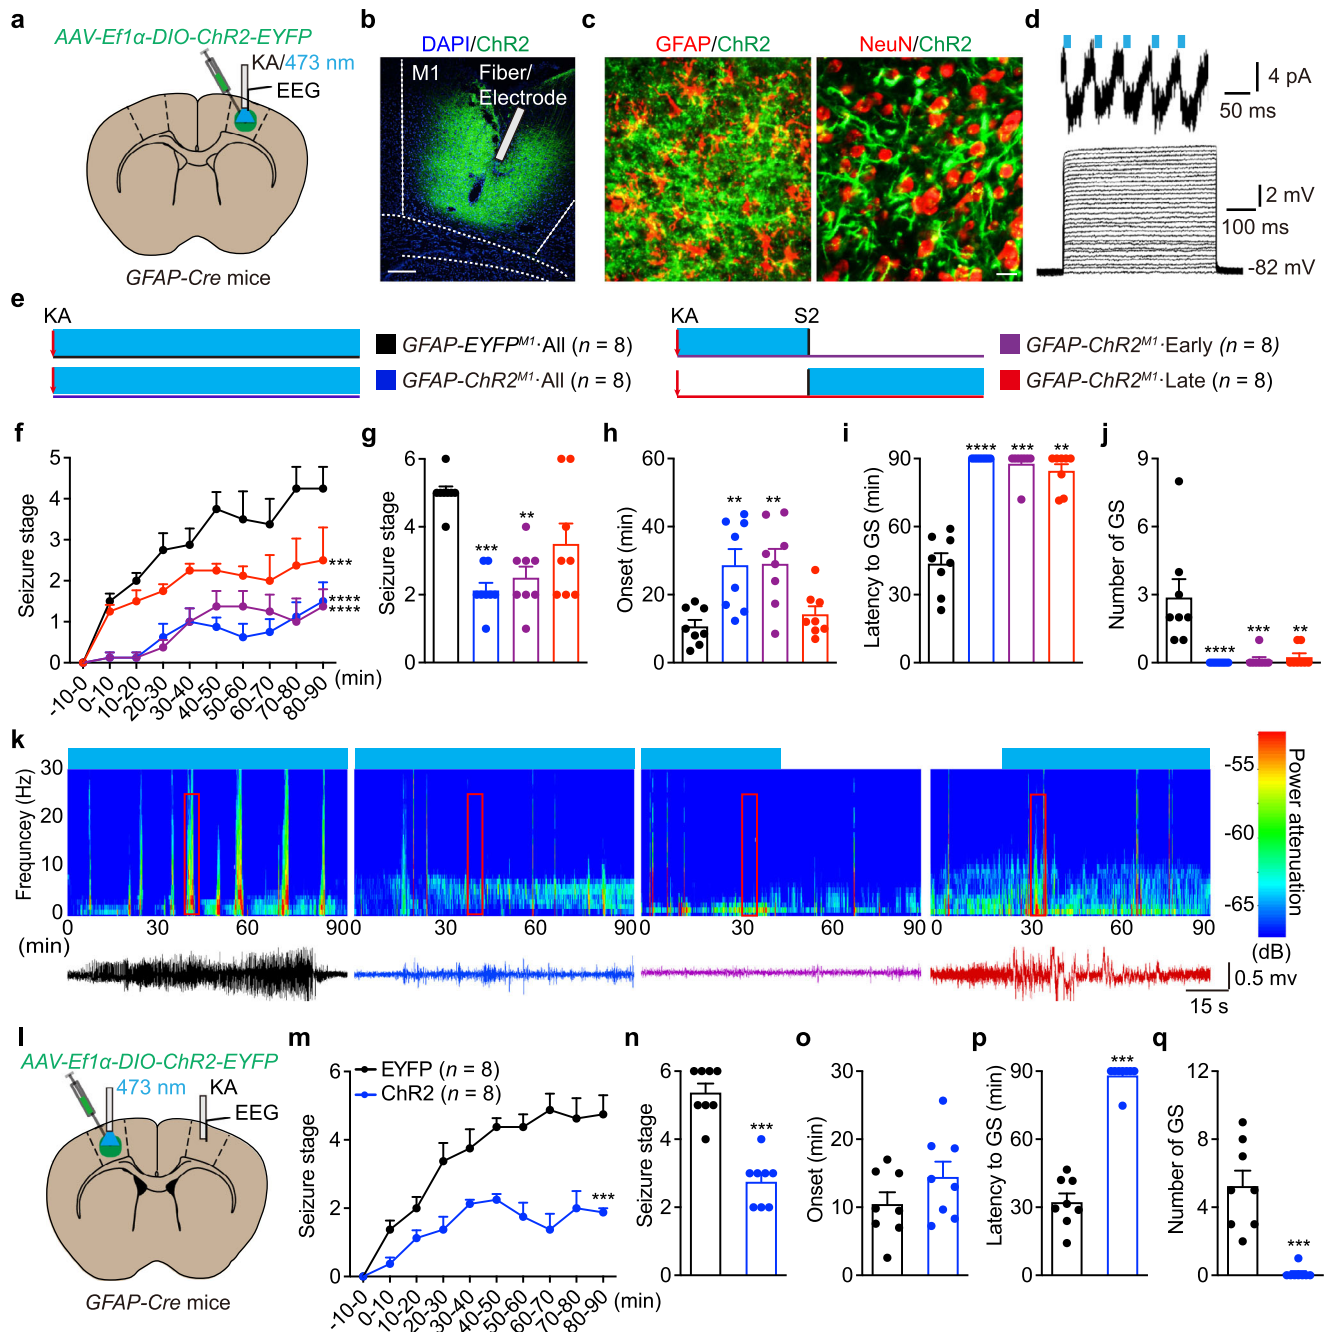 a
AAV-Ef1α-DIO-ChR2-EYFP
KA/473 nm
EEG
GFAP-Cre mice
b
DAPI/ChR2
M1
Fiber/
Electrode
c
GFAP/ChR2
NeuN/ChR2
d
4 pA
50 ms
2 mV
100 ms
-82 mV
e
KA
GFAP-EYFP^M1·All (n = 8)
GFAP-ChR2^M1·All (n = 8)
KA
S2
GFAP-ChR2^M1·Early (n = 8)
GFAP-ChR2^M1·Late (n = 8)
f
Seizure stage
5
4
3
2
1
0
***
****
****
-10-0
0-10
10-20
20-30
30-40
40-50
50-60
60-70
70-80
80-90
(min)
g
Seizure stage
6
4
2
0
***
**
h
Onset (min)
60
40
20
0
**
**
i
Latency to GS (min)
90
60
30
0
****
***
**
j
Number of GS
9
6
3
0
****
***
**
k
Frequncey (Hz)
30
20
10
0
0 30 60 90
0 30 60 90
0 30 60 90
0 30 60 90
(min)
-55
-60
-65
Power attenuation
(dB)
0.5 mv
15 s
l
AAV-Ef1α-DIO-ChR2-EYFP
473 nm
KA
EEG
GFAP-Cre mice
m
EYFP (n = 8)
ChR2 (n = 8)
Seizure stage
6
4
2
0
***
-10-0
0-10
10-20
20-30
30-40
40-50
50-60
60-70
70-80
80-90
(min)
n
Seizure stage
6
4
2
0
***
o
Onset (min)
30
20
10
0
p
Latency to GS (min)
90
60
30
0
***
q
Number of GS
12
8
4
0
***